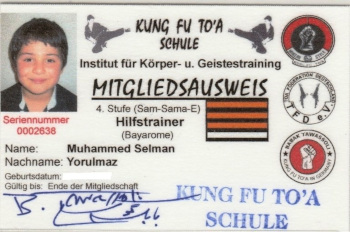 KUNG FU TO'A
SCHULE
Institut für Körper- u. Geistestraining
MITGLIEDSAUSWEIS
4. Stufe (Sam-Sama-E)
Hilfstrainer
(Bayarome)
Seriennummer
0002638
Name: Muhammed Selman
Nachname: Yorulmaz
Geburtsdatum:
Gültig bis: Ende der Mitgliedschaft
KUNG FU TO'A
SCHULE